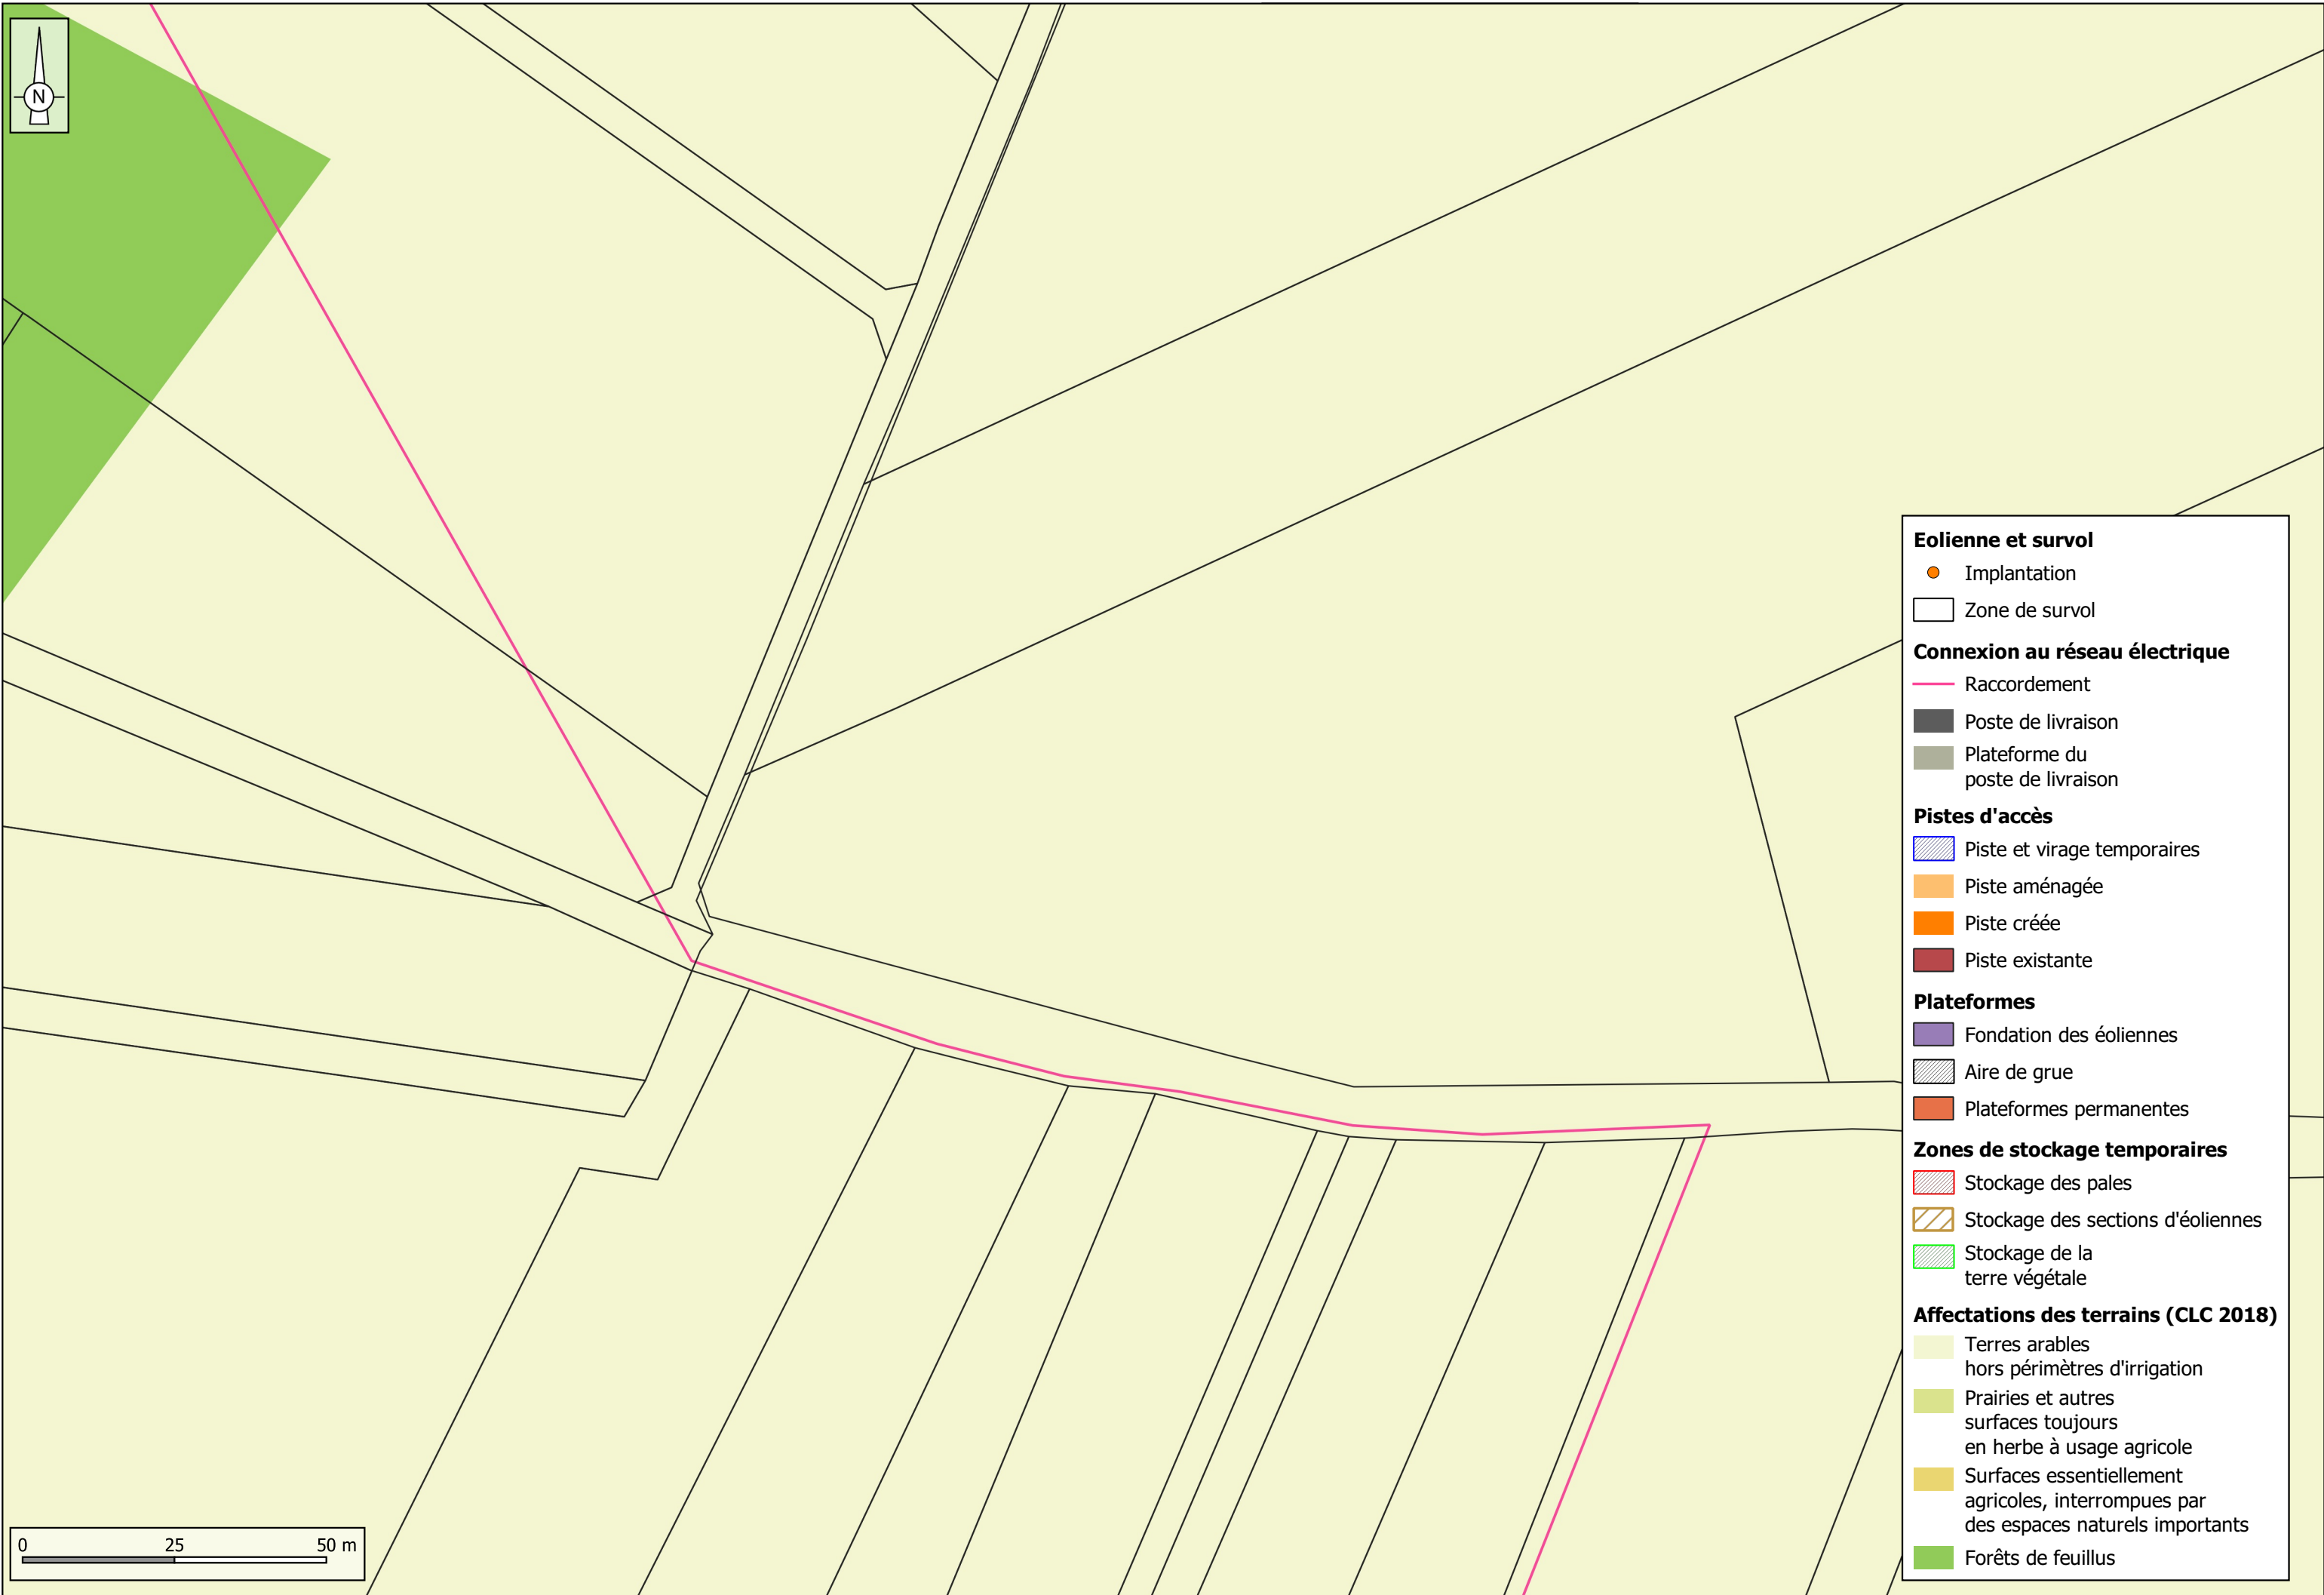 N
Eolienne et survol
Implantation
Zone de survol
Connexion au réseau électrique
Raccordement
Poste de livraison
Plateforme du
poste de livraison
Pistes d'accès
Piste et virage temporaires
Piste aménagée
Piste créée
Piste existante
Plateformes
Fondation des éoliennes
Aire de grue
Plateformes permanentes
Zones de stockage temporaires
Stockage des pales
Stockage des sections d'éoliennes
Stockage de la
terre végétale
Affectations des terrains (CLC 2018)
Terres arables
hors périmètres d'irrigation
Prairies et autres
surfaces toujours
en herbe à usage agricole
Surfaces essentiellement
agricoles, interrompues par
des espaces naturels importants
Forêts de feuillus
0 25 50 m